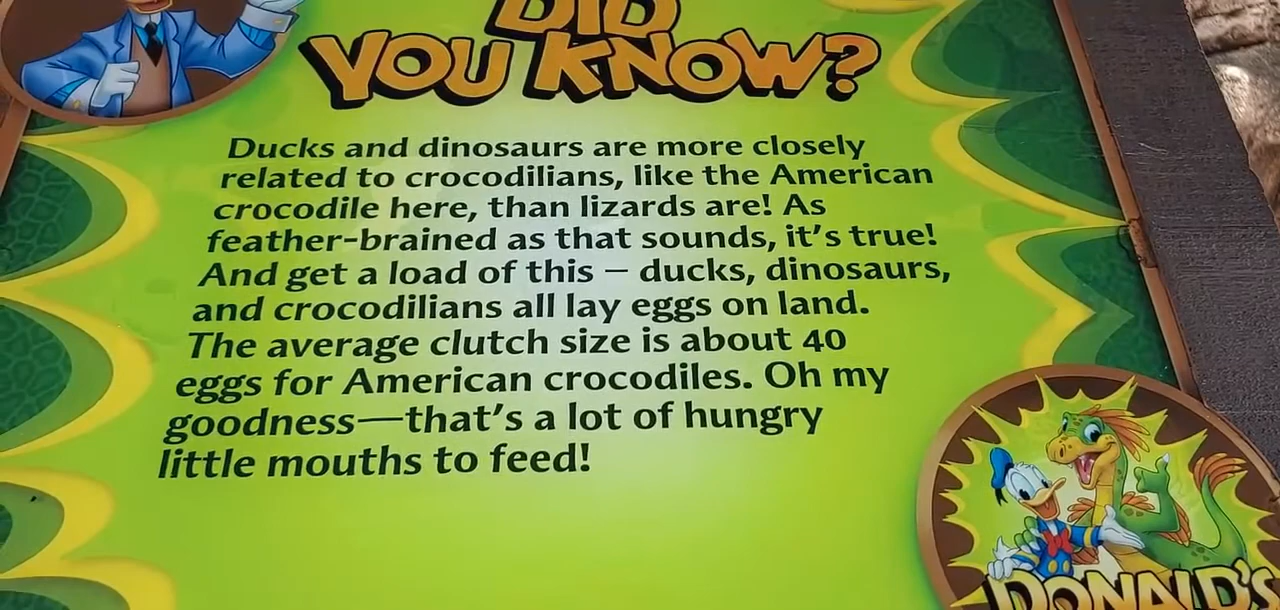 DID
YOU KNOW?
Ducks and dinosaurs are more closely
related to crocodilians, like the American
crocodile here, than lizards are! As
feather-brained as that sounds, it's true!
And get a load of this – ducks, dinosaurs,
and crocodilians all lay eggs on land.
The average clutch size is about 40
eggs for American crocodiles. Oh my
goodness—that's a lot of hungry
little mouths to feed!
DONALD'S